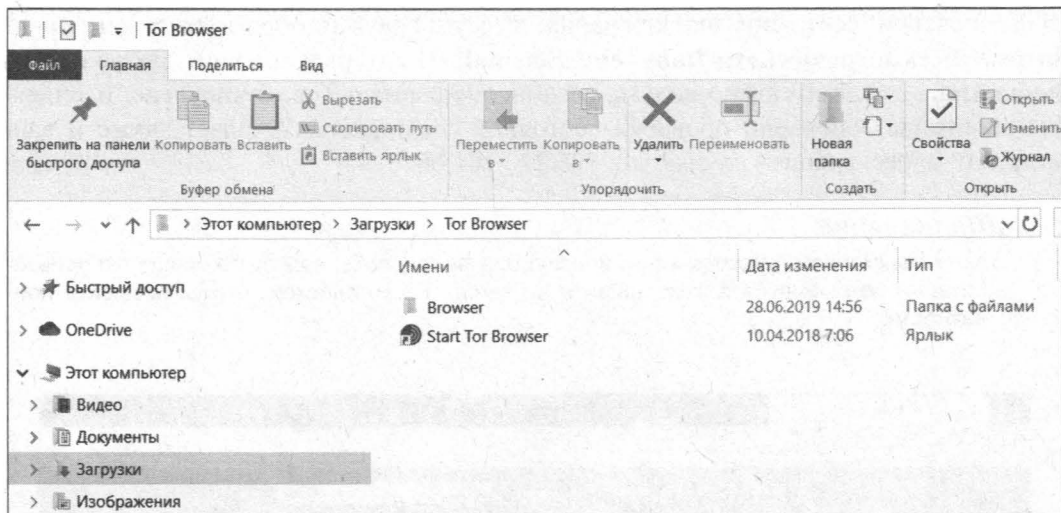 Tor Browser
Файл Главная Поделиться Вид
Закрепить на панели быстрого доступа
Копировать
Вставить
Вырезать
Скопировать путь
Вставить ярлык
Буфер обмена
Переместить в
Копировать в
Удалить
Переименовать
Упорядочить
Новая папка
Создать
Свойства
Открыть
Изменить
Журнал
Открыть
Этот компьютер > Загрузки > Tor Browser
Имени Дата изменения Тип
Browser 28.06.2019 14:56 Папка с файлами
Start Tor Browser 10.04.2018 7:06 Ярлык
Быстрый доступ
OneDrive
Этот компьютер
Видео
Документы
Загрузки
Изображения